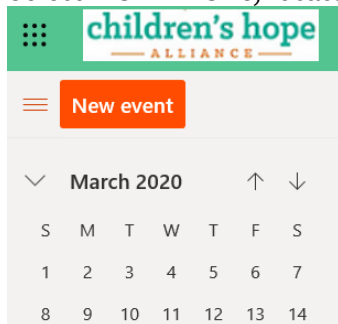 children's hope
ALLIANCE
New event
March 2020
S M T W T F S
1 2 3 4 5 6 7
8 9 10 11 12 13 14